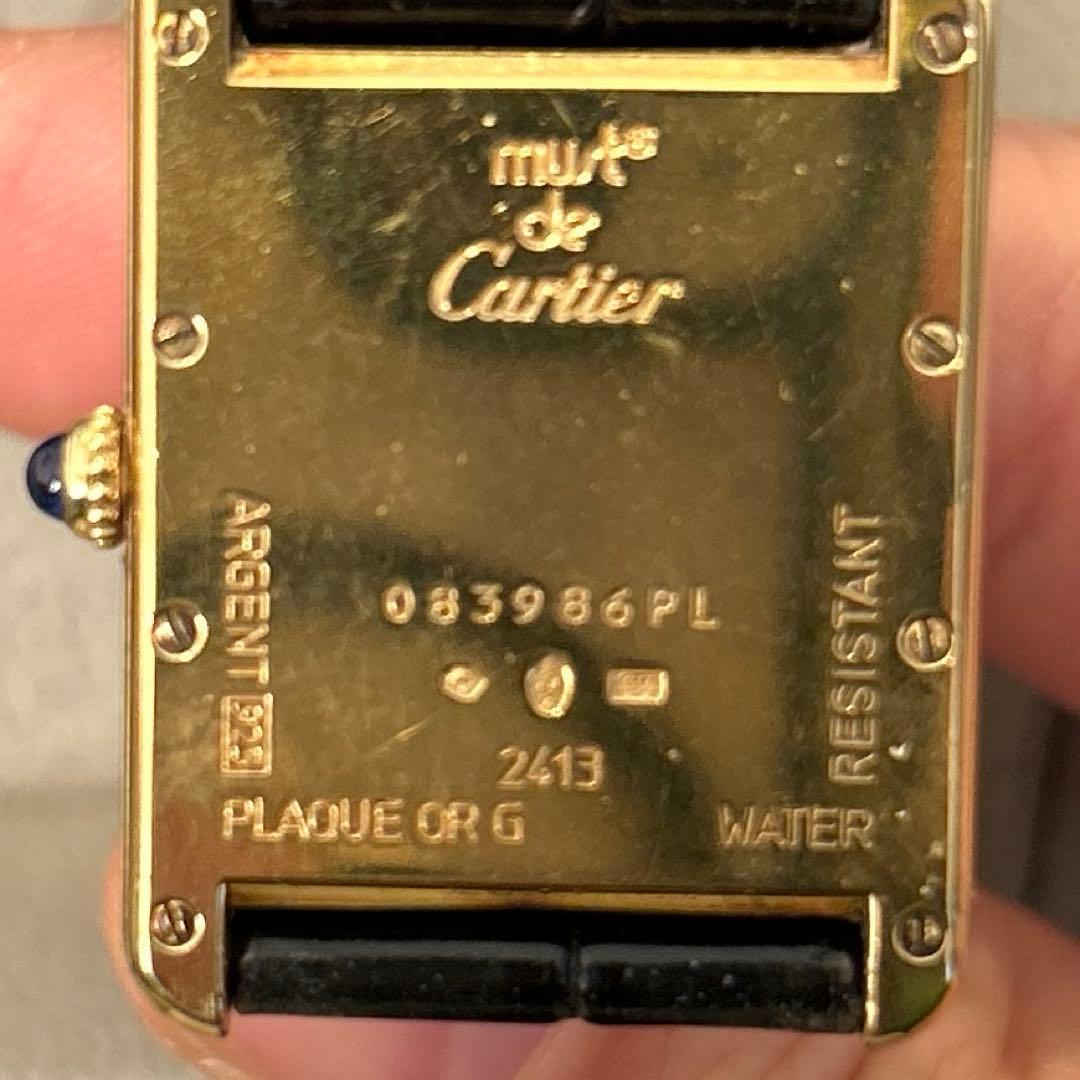 must
de
Cartier
083986PL
2413
ARGENT 925
PLAQUE OR G
WATER
RESISTANT